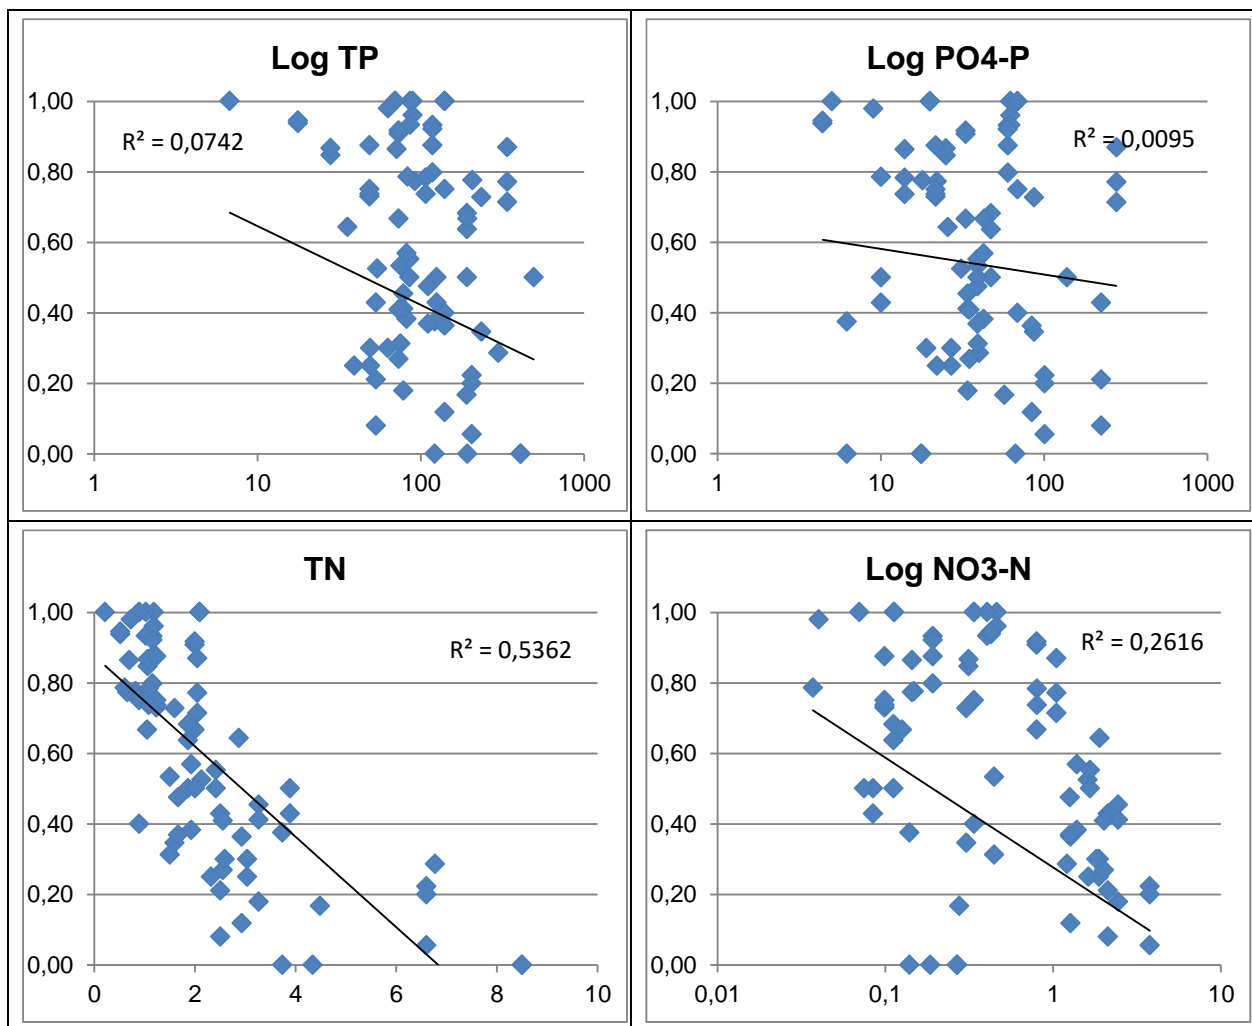 Log TP
1,00
0,80
0,60
0,40
0,20
0,00
R² = 0,0742
1 10 100 1000
Log PO4-P
1,00
0,80
0,60
0,40
0,20
0,00
R² = 0,0095
1 10 100 1000
TN
1,00
0,80
0,60
0,40
0,20
0,00
R² = 0,5362
0 2 4 6 8 10
Log NO3-N
1,00
0,80
0,60
0,40
0,20
0,00
R² = 0,2616
0,01 0,1 1 10